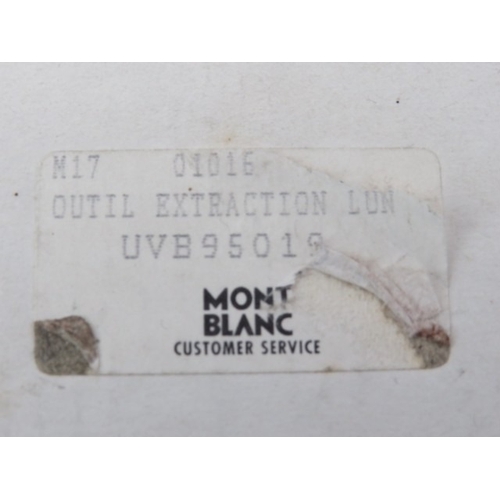 M17 01016
OUTIL EXTRACTION LUN
UVB95019
MONT
BLANC
CUSTOMER SERVICE